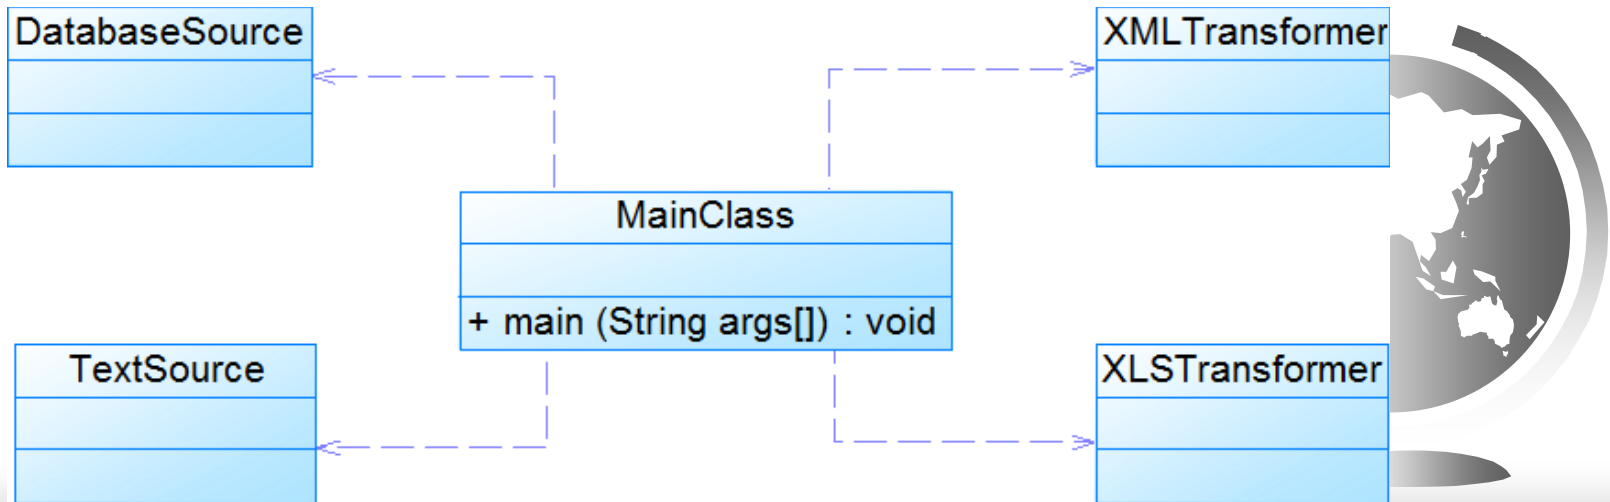 DatabaseSource
XMLTransformer
MainClass
+ main (String args[]) : void
TextSource
XLSTransformer